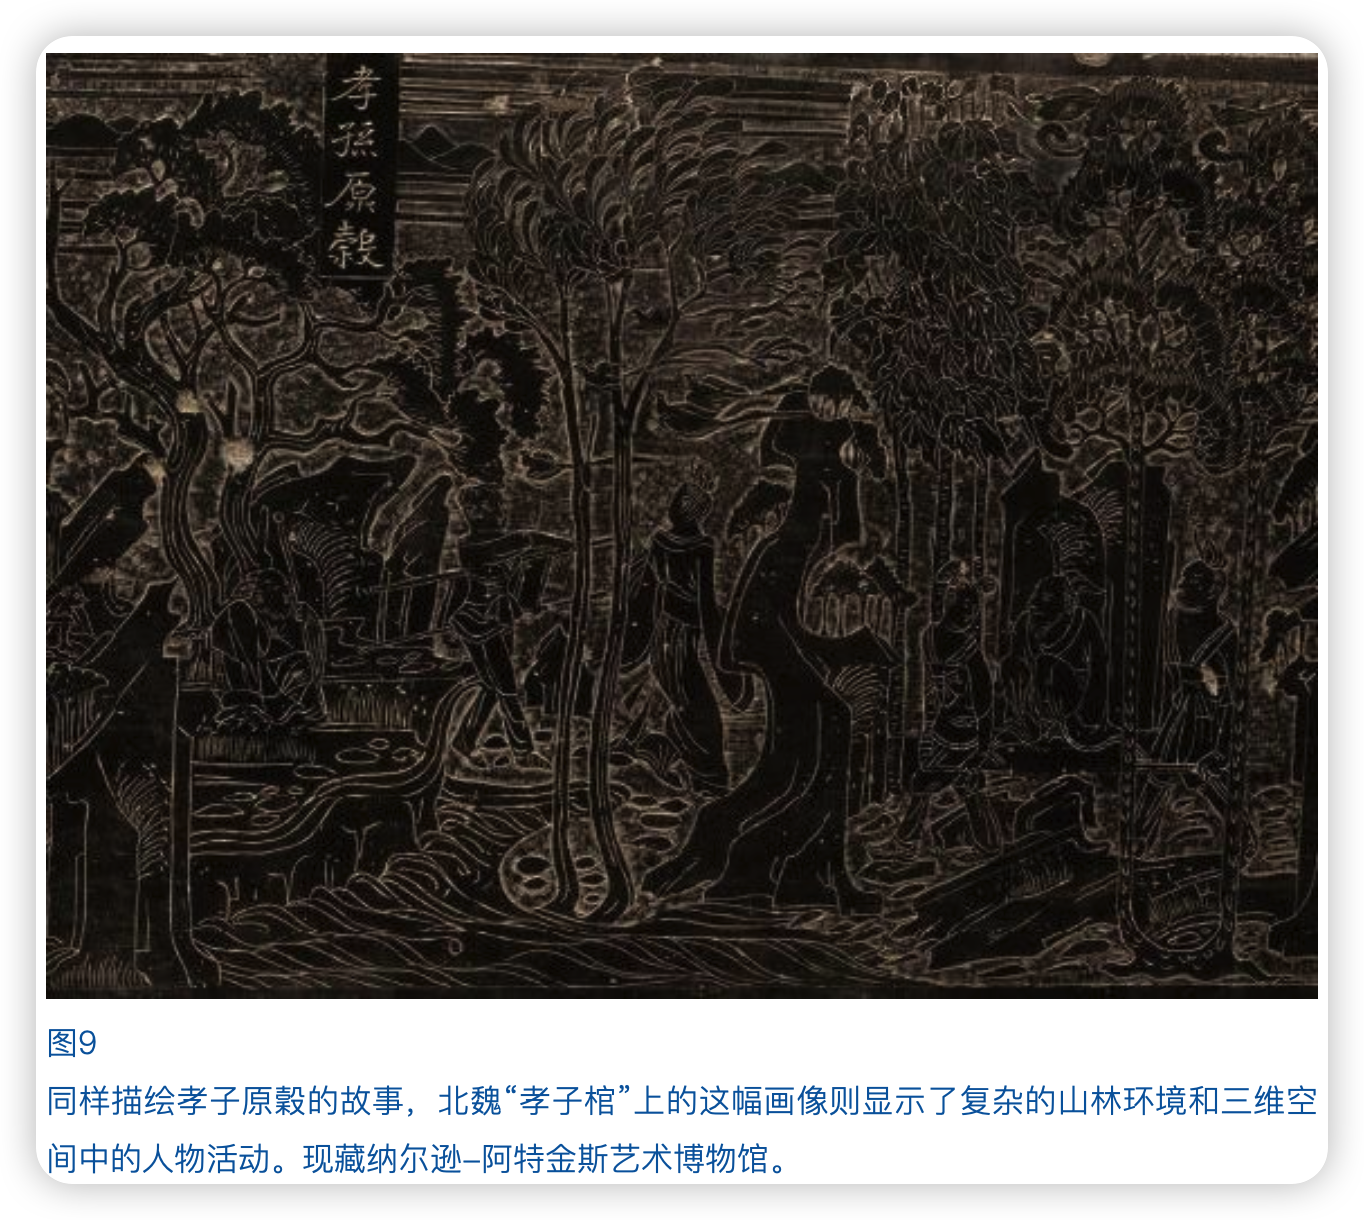 孝孫原穀
图9
同样描绘孝子原穀的故事，北魏“孝子棺”上的这幅画像则显示了复杂的山林环境和三维空
间中的人物活动。现藏纳尔逊–阿特金斯艺术博物馆。